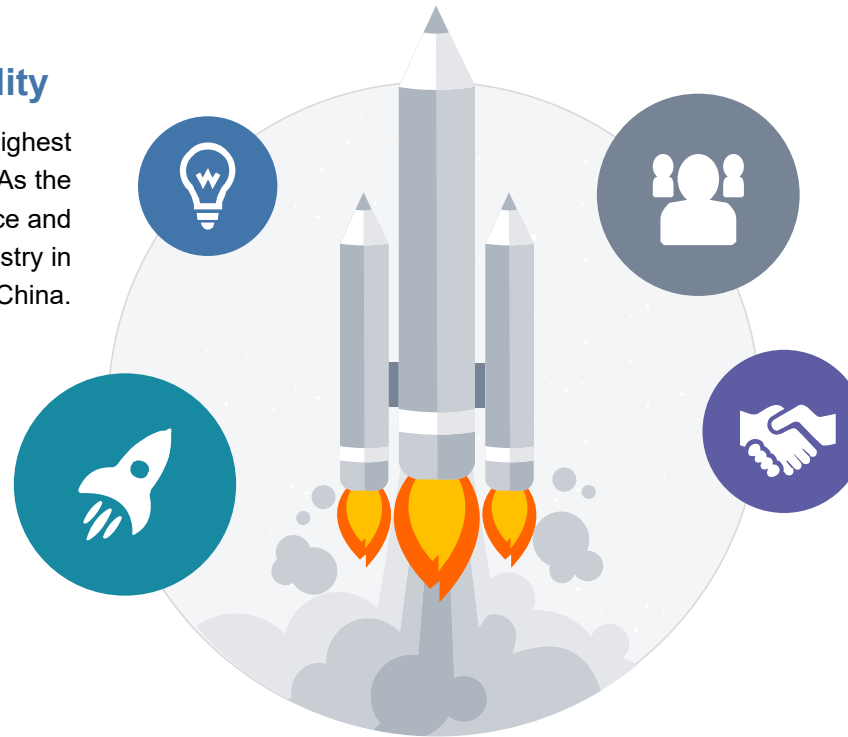 lity
ighest
As the
ce and
stry in
China.